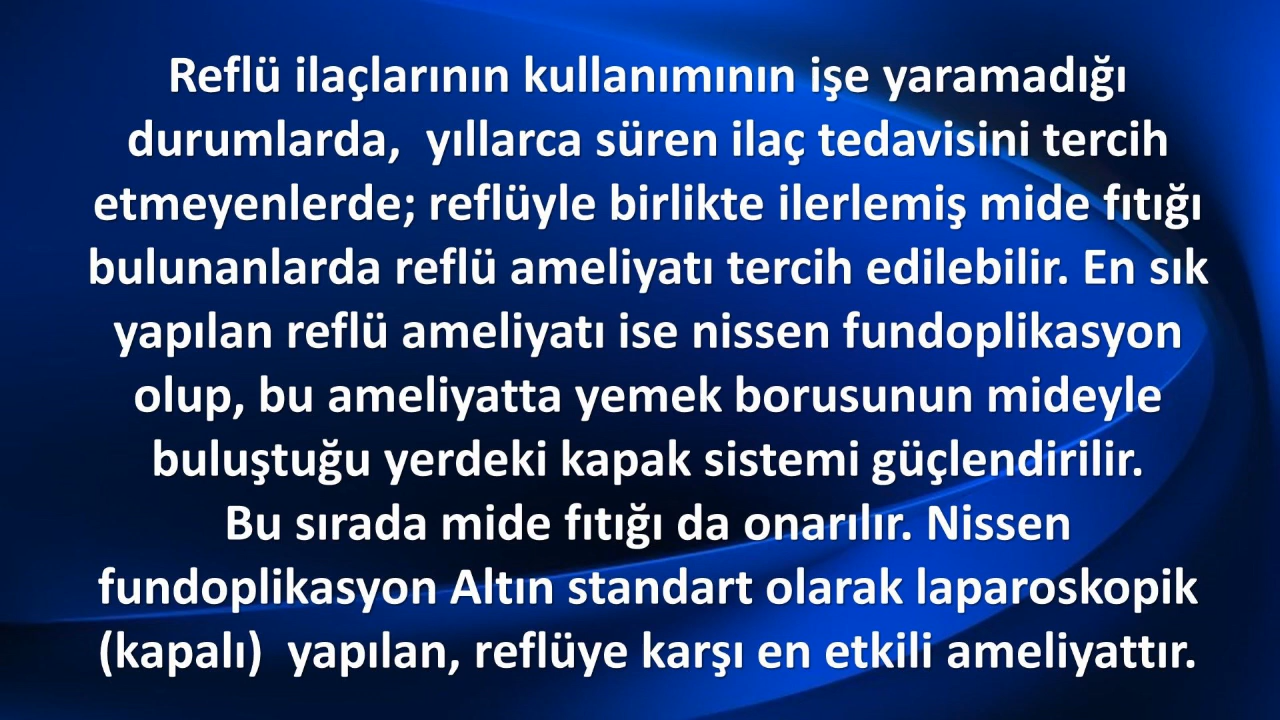 Reflü ilaçlarının kullanımının işe yaramadığı
durumlarda,  yıllarca süren ilaç tedavisini tercih
etmeyenlerde; reflüyle birlikte ilerlemiş mide fıtığı
bulunanlarda reflü ameliyatı tercih edilebilir. En sık
yapılan reflü ameliyatı ise nissen fundoplikasyon
olup, bu ameliyatta yemek borusunun mideyle
buluştuğu yerdeki kapak sistemi güçlendirilir.
Bu sırada mide fıtığı da onarılır. Nissen
fundoplikasyon Altın standart olarak laparoskopik
(kapalı)  yapılan, reflüye karşı en etkili ameliyattır.